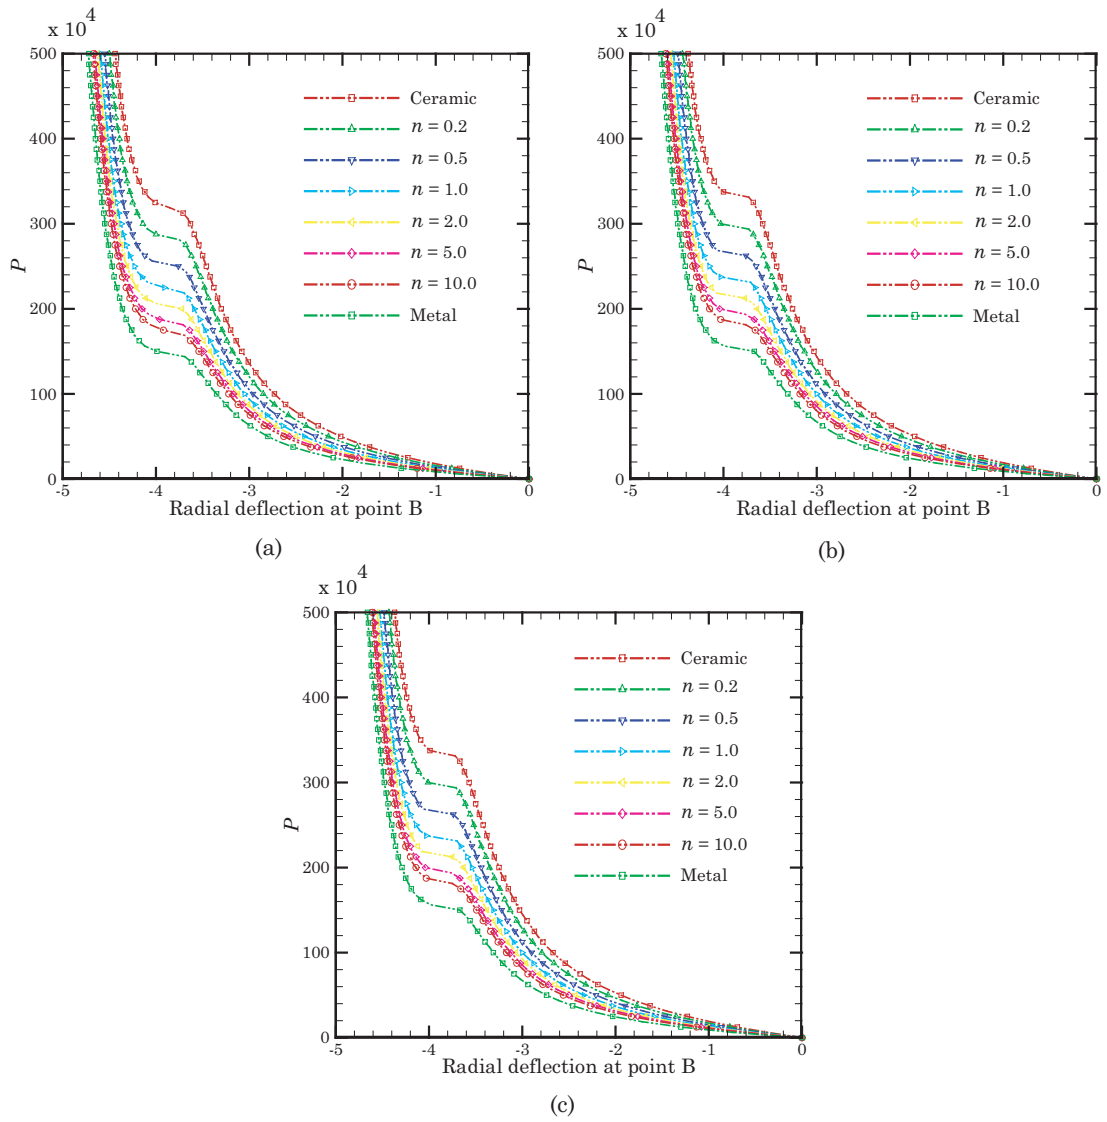 x 10^4
500
400
300
200
100
0
P
-5 -4 -3 -2 -1 0
Radial deflection at point B
Ceramic
n = 0.2
n = 0.5
n = 1.0
n = 2.0
n = 5.0
n = 10.0
Metal
(a)
x 10^4
500
400
300
200
100
0
P
-5 -4 -3 -2 -1 0
Radial deflection at point B
Ceramic
n = 0.2
n = 0.5
n = 1.0
n = 2.0
n = 5.0
n = 10.0
Metal
(b)
x 10^4
500
400
300
200
100
0
P
-5 -4 -3 -2 -1 0
Radial deflection at point B
Ceramic
n = 0.2
n = 0.5
n = 1.0
n = 2.0
n = 5.0
n = 10.0
Metal
(c)